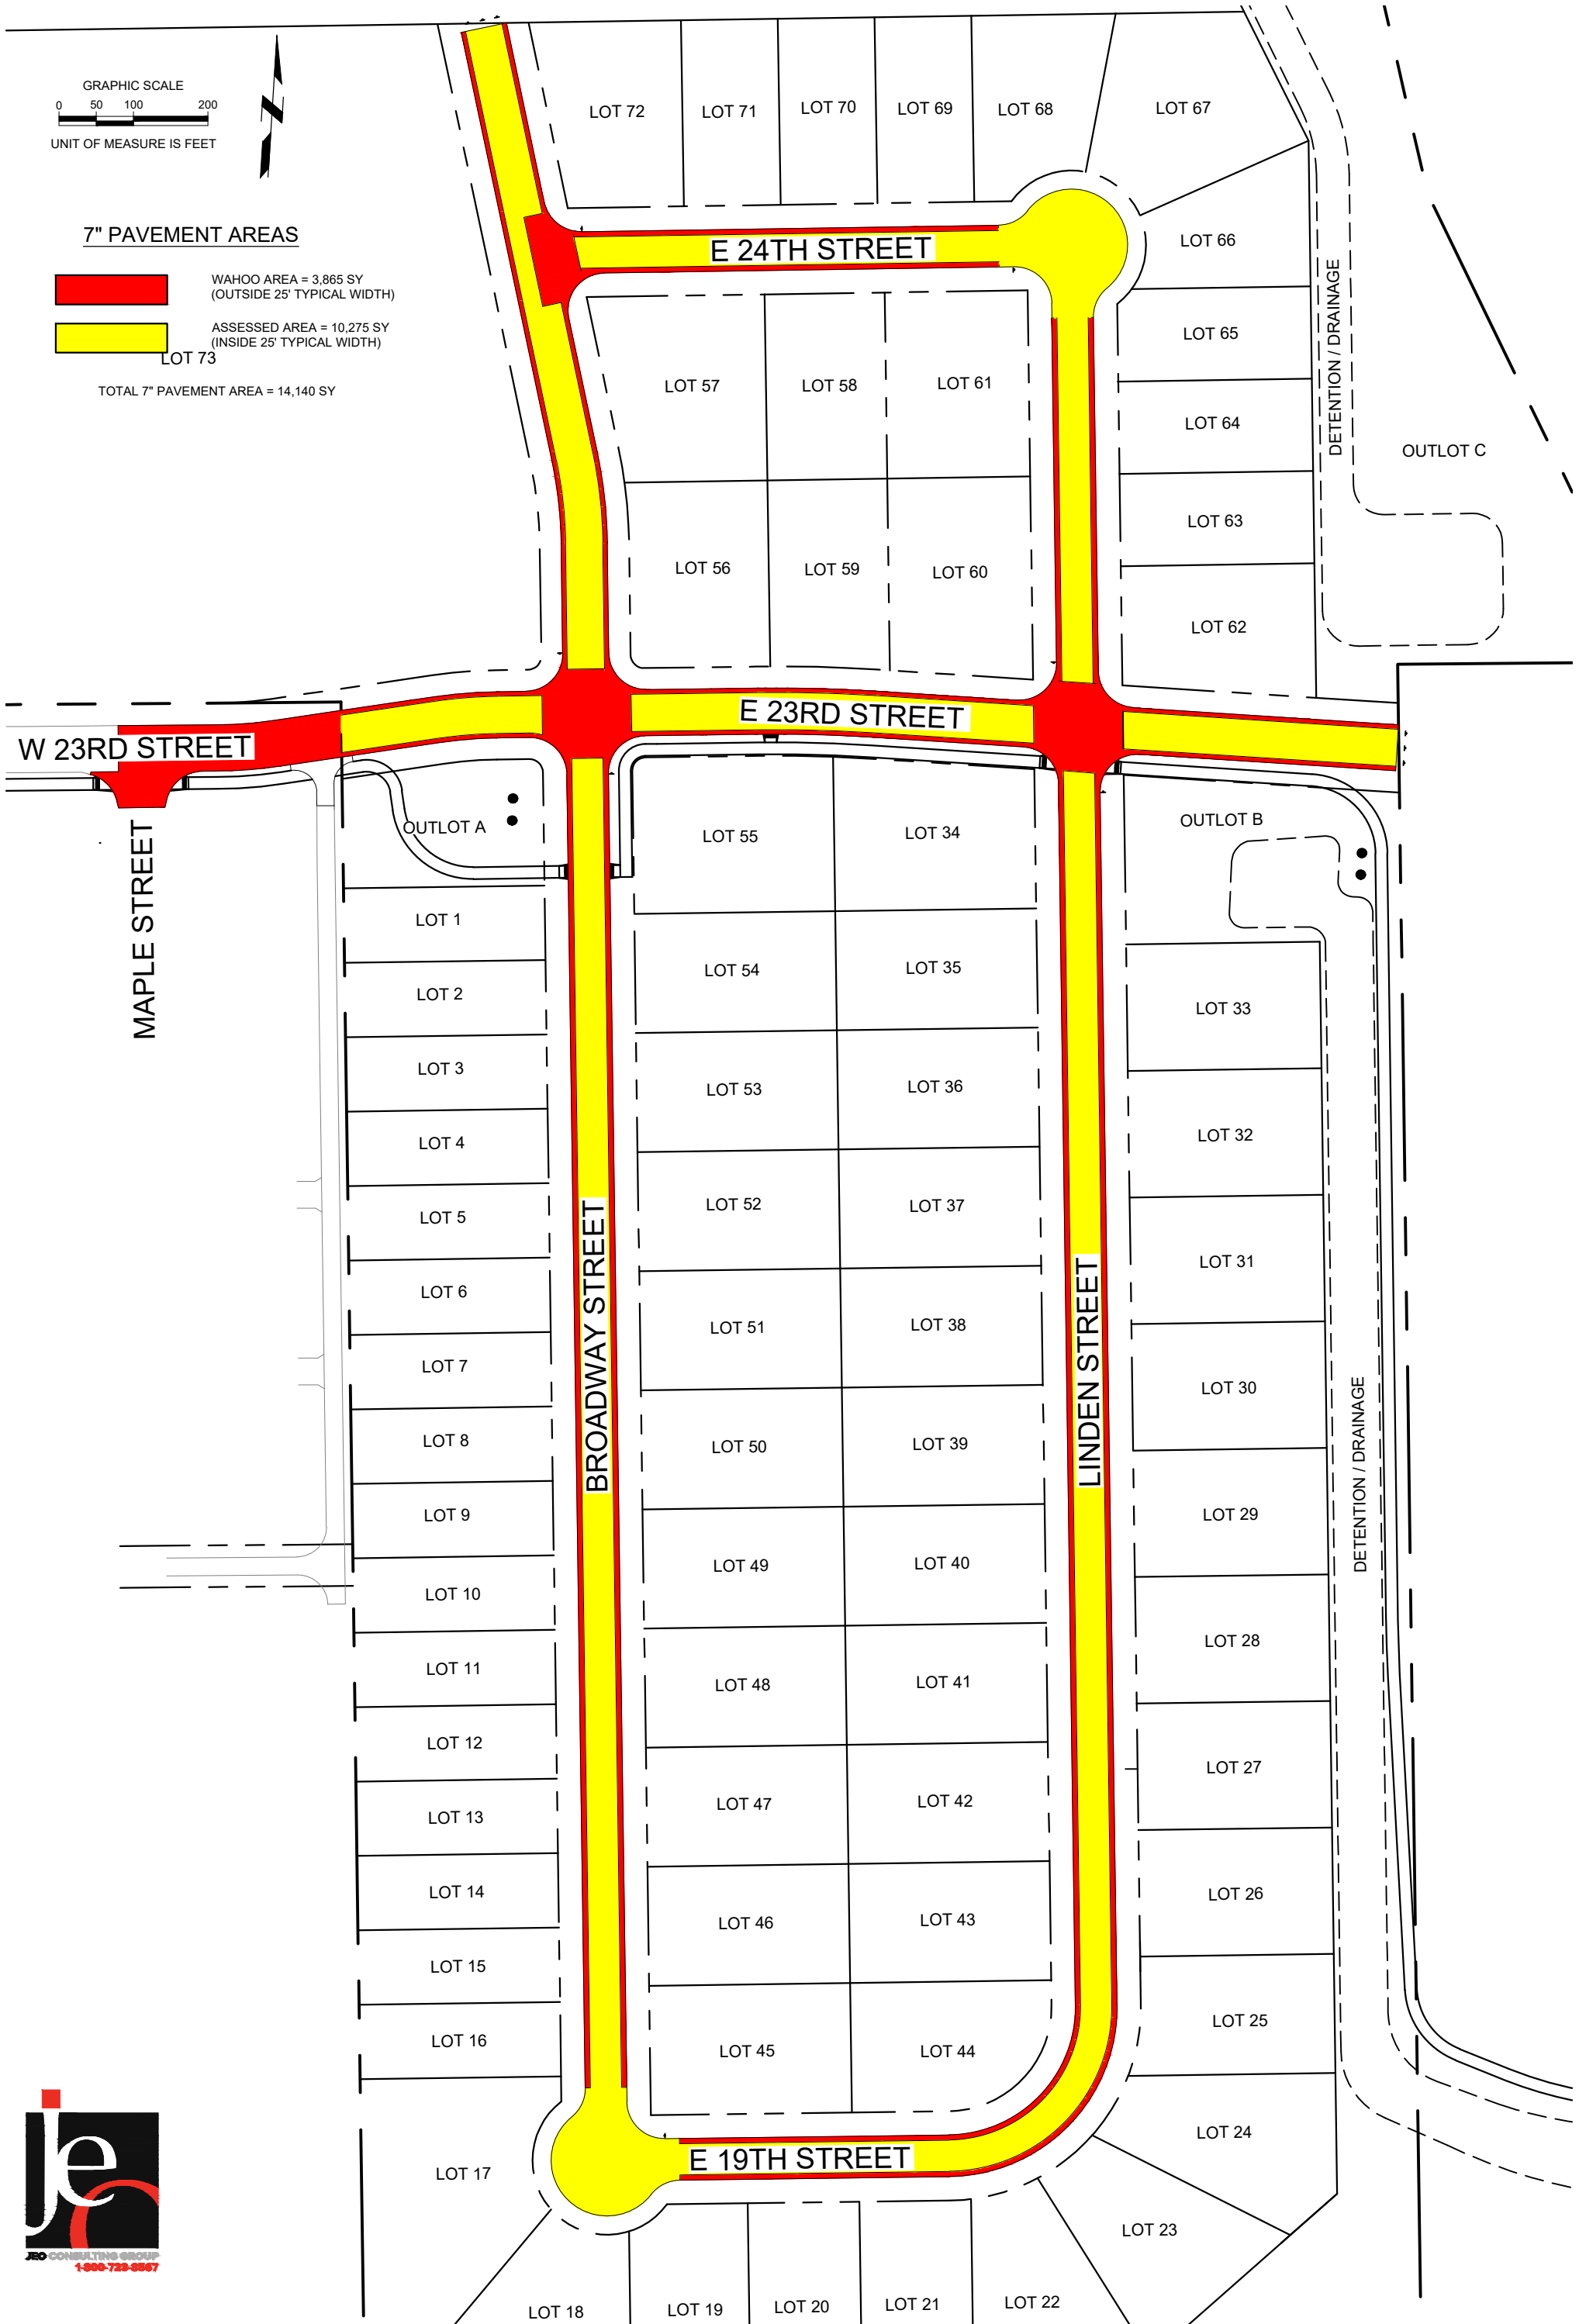 GRAPHIC SCALE
0 50 100 200
UNIT OF MEASURE IS FEET
7" PAVEMENT AREAS
WAHOO AREA = 3,865 SY
(OUTSIDE 25' TYPICAL WIDTH)
ASSESSED AREA = 10,275 SY
(INSIDE 25' TYPICAL WIDTH)
LOT 73
TOTAL 7" PAVEMENT AREA = 14,140 SY
LOT 72
LOT 71
LOT 70
LOT 69
LOT 68
LOT 67
E 24TH STREET
LOT 66
LOT 65
LOT 64
LOT 63
LOT 62
DETENTION / DRAINAGE
OUTLOT C
LOT 57
LOT 58
LOT 61
LOT 56
LOT 59
LOT 60
W 23RD STREET
E 23RD STREET
MAPLE STREET
OUTLOT A
LOT 55
LOT 34
OUTLOT B
LOT 1
LOT 54
LOT 35
LOT 2
LOT 33
LOT 3
LOT 53
LOT 36
LOT 4
LOT 32
LOT 5
LOT 52
LOT 37
LOT 31
LOT 6
BROADWAY STREET
LOT 51
LOT 38
LINDEN STREET
LOT 7
LOT 30
LOT 8
LOT 50
LOT 39
DETENTION / DRAINAGE
LOT 9
LOT 29
LOT 49
LOT 40
LOT 10
LOT 28
LOT 11
LOT 48
LOT 41
LOT 12
LOT 27
LOT 13
LOT 47
LOT 42
LOT 14
LOT 26
LOT 46
LOT 43
LOT 15
LOT 25
LOT 16
LOT 45
LOT 44
LOT 24
E 19TH STREET
LOT 17
LOT 23
LOT 18
LOT 19
LOT 20
LOT 21
LOT 22
jeo
JEO CONSULTING GROUP
1-800-723-8567